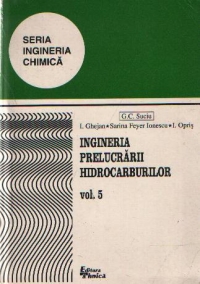 SERIA
INGINERIA
CHIMICĂ
G.C. Suciu
I. Ghejan • Sarina Feyer Ionescu • I. Opriş
INGINERIA
PRELUCRĂRII
HIDROCARBURILOR
vol. 5
Editura
Tehnică